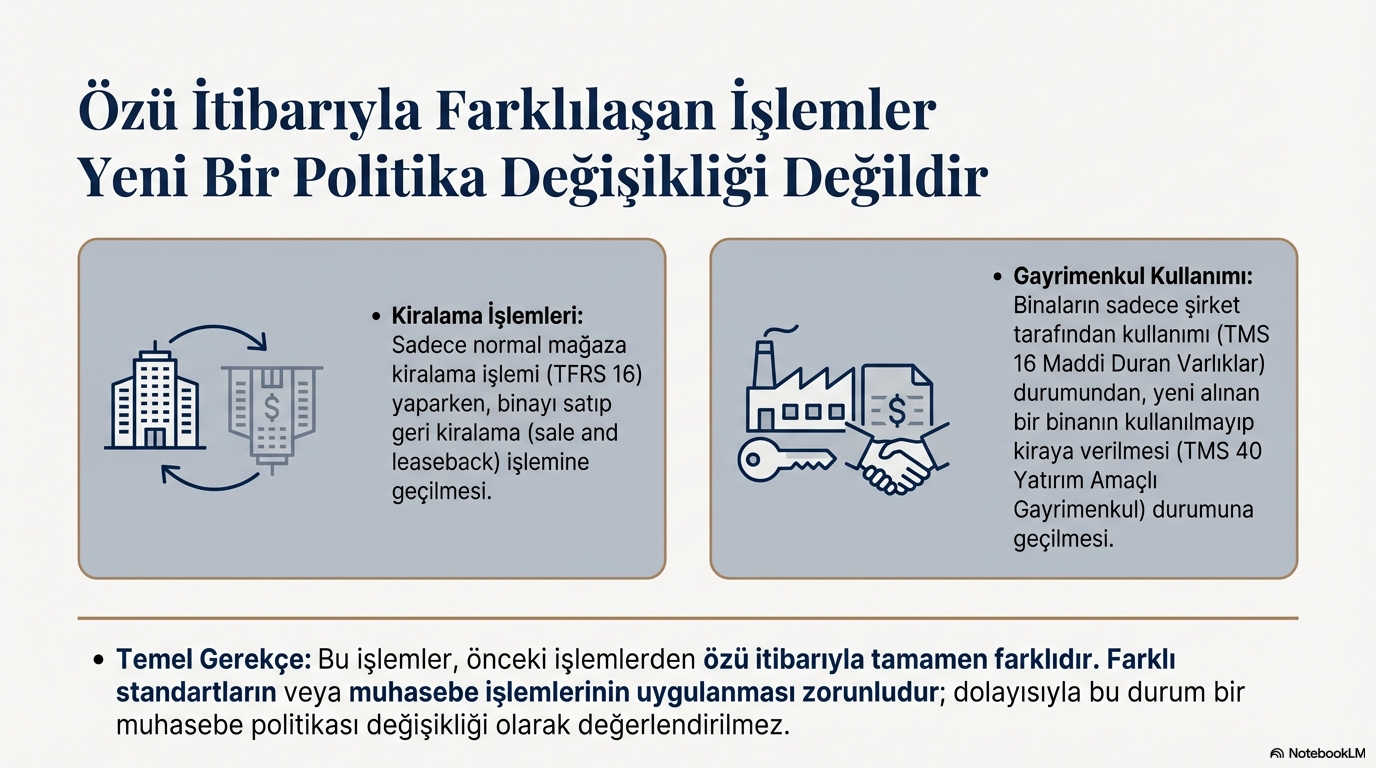 Özü İtibarıyla Farklılaşan İşlemler
Yeni Bir Politika Değişikliği Değildir
• Kiralama İşlemleri:
Sadece normal mağaza
kiralama işlemi (TFRS 16)
yaparken, binayı satıp
geri kiralama (sale and
leaseback) işlemine
geçilmesi.
$
• Gayrimenkul Kullanımı:
Binaların sadece şirket
tarafından kullanımı (TMS
16 Maddi Duran Varlıklar)
durumundan, yeni alınan
bir binanın kullanılmayıp
kiraya verilmesi (TMS 40
Yatırım Amaçlı
Gayrimenkul) durumuna
geçilmesi.
$
• Temel Gerekçe: Bu işlemler, önceki işlemlerden özü itibarıyla tamamen farklıdır. Farklı
standartların veya muhasebe işlemlerinin uygulanması zorunludur; dolayısıyla bu durum bir
muhasebe politikası değişikliği olarak değerlendirilmez.
NotebookLM